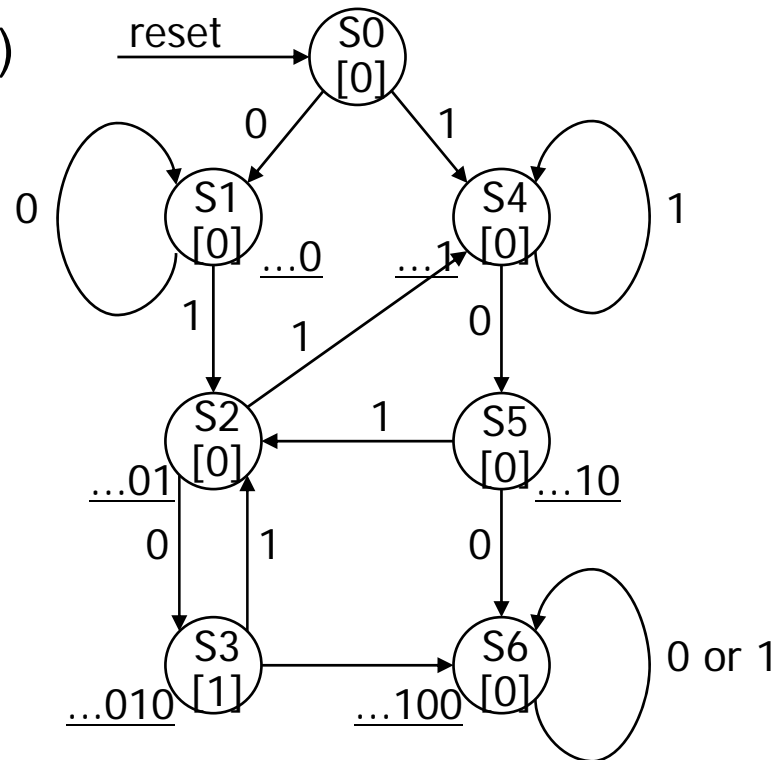 )
reset
S0
[0]
0
1
0
S1
[0]
...0
...1
S4
[0]
1
1
1
0
S2
[0]
...01
1
S5
[0]
...10
0
1
0
S3
[1]
...010
S6
[0]
...100
0 or 1